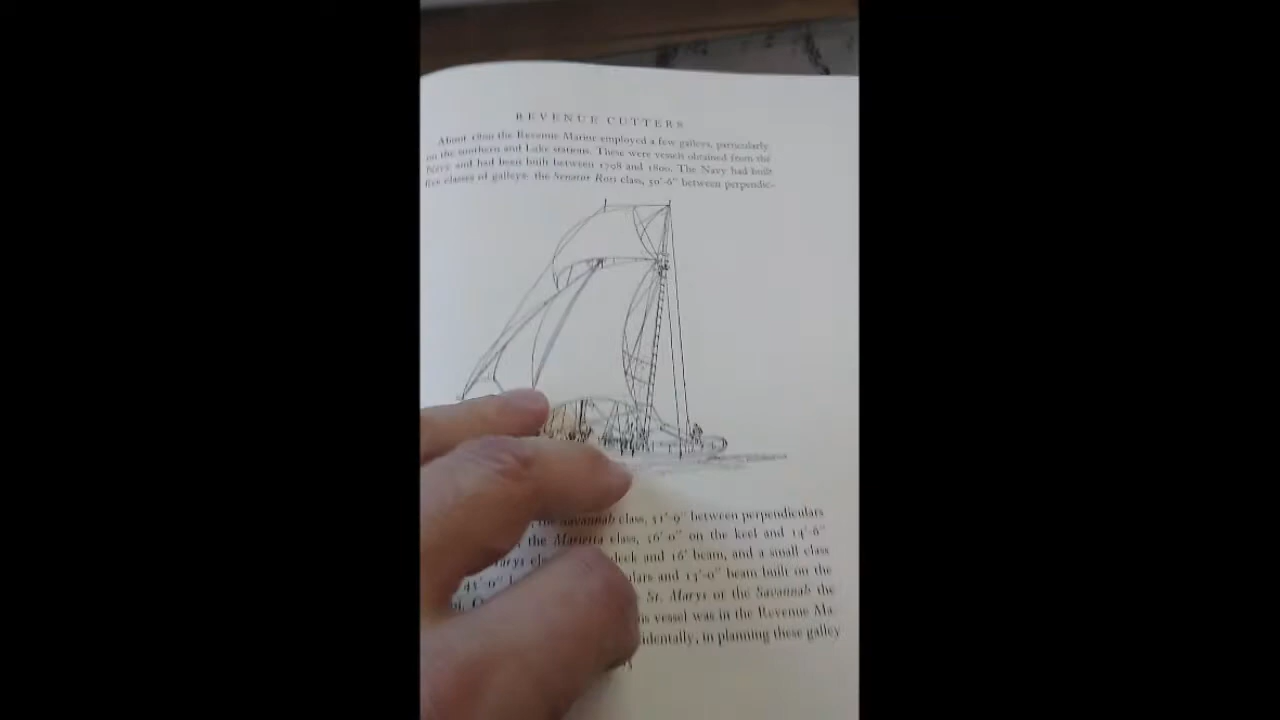 REVENUE CUTTERS
About 1800 the Revenue Marine employed a few galleys, particularly
on the southern and Lake stations. These were vessels obtained from the
Navy and had been built between 1798 and 1800. The Navy had built
five classes of galleys: the Senator Ross class, 50'-6" between perpendic-
the Savannah class, 51'-9" between perpendiculars
the Marietta class, 56'-0" on the keel and 14'-6"
deck and 16' beam, and a small class
43'-0" and 13'-0" beam built on the
St. Marys or the Savannah the
vessel was in the Revenue Ma
in planning these galley